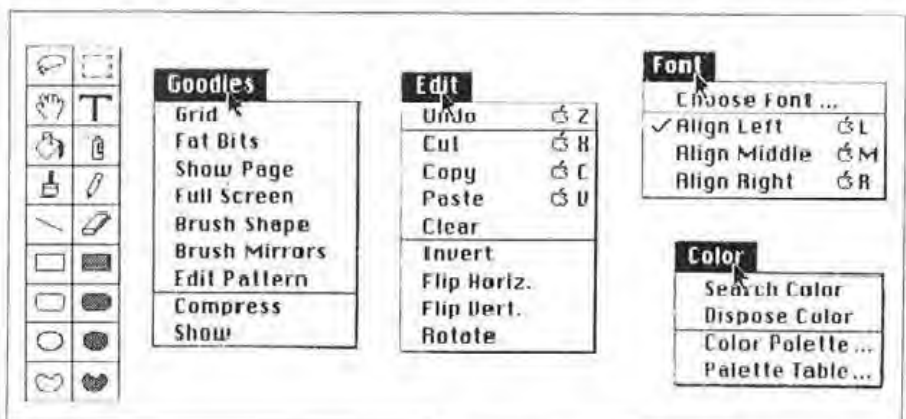 T
Goodies
Grid
Fat Bits
Show Page
Full Screen
Brush Shape
Brush Mirrors
Edit Pattern
Compress
Show
Edit
Undo Z
Cut X
Copy C
Paste V
Clear
Invert
Flip Horiz.
Flip Vert.
Rotate
Font
Choose Font ...
✓ Align Left L
Align Middle M
Align Right R
Color
Search Color
Dispose Color
Color Palette ...
Palette Table ...